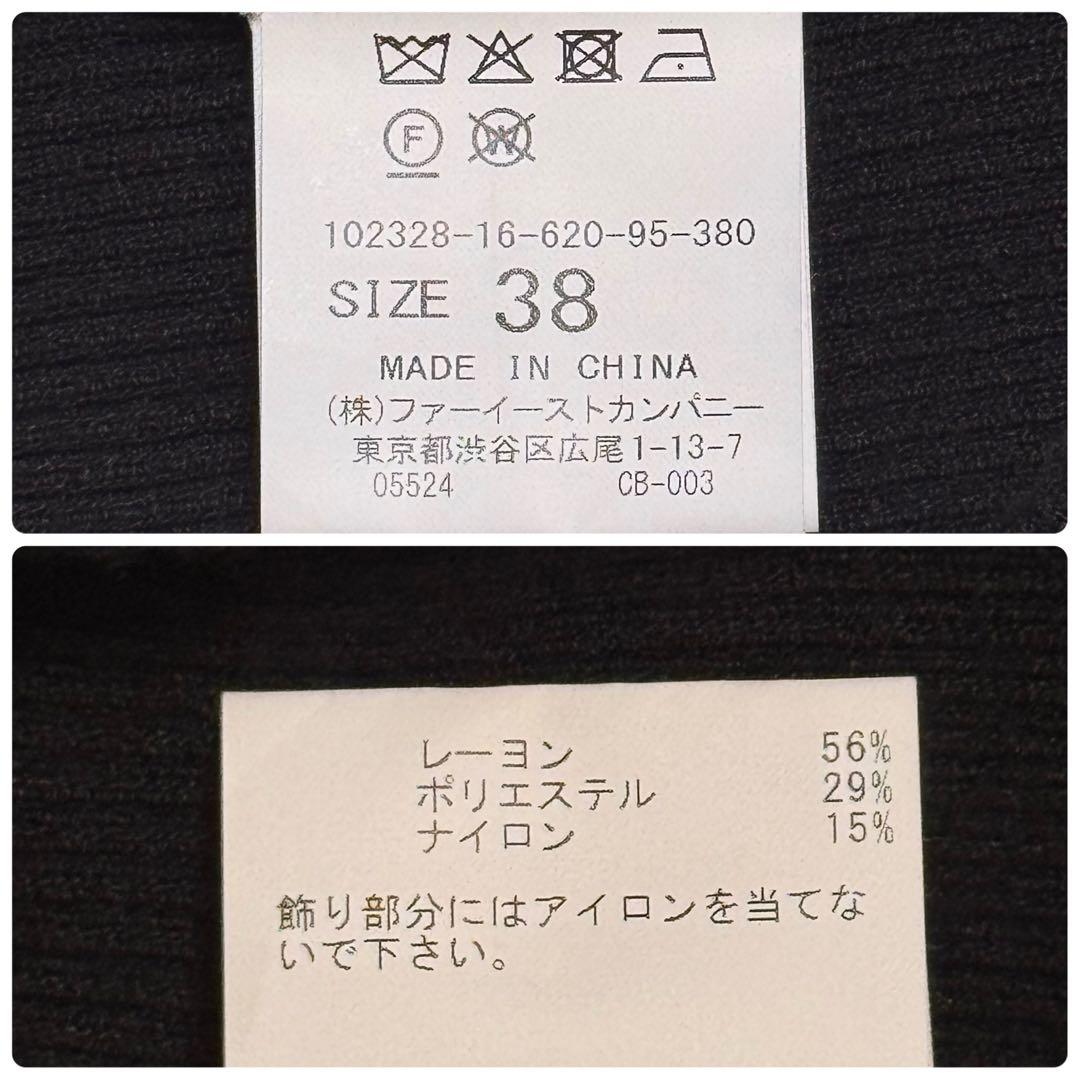 F W
102328-16-620-95-380
SIZE 38
MADE IN CHINA
(株)ファーイーストカンパニー
東京都渋谷区広尾1-13-7
05524 CB-003
レーヨン 56%
ポリエステル 29%
ナイロン 15%
飾り部分にはアイロンを当てな
いで下さい。